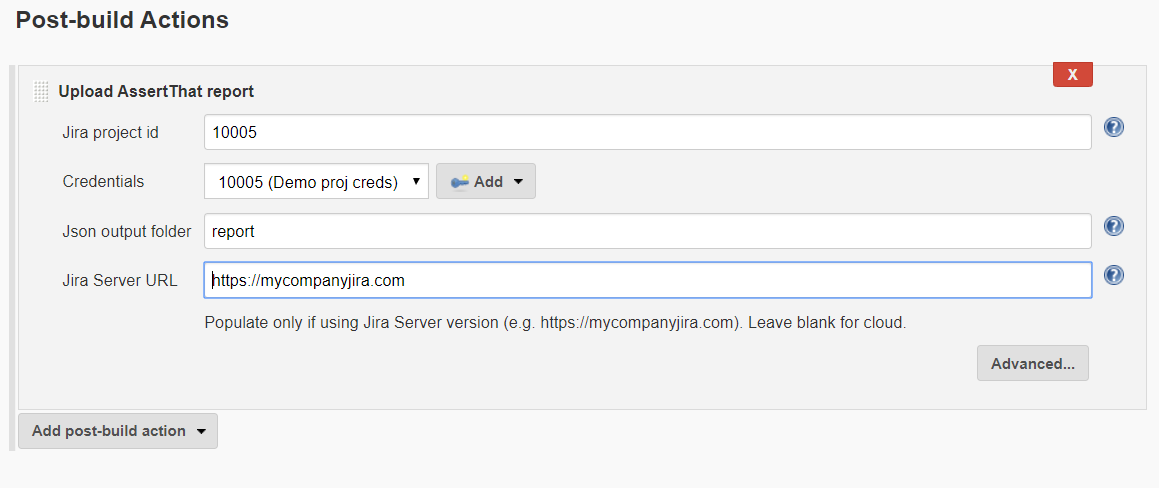 Post-build Actions
X
Upload AssertThat report
Jira project id 10005 ?
Credentials 10005 (Demo proj creds) Add
Json output folder report ?
Jira Server URL https://mycompanyjira.com ?
Populate only if using Jira Server version (e.g. https://mycompanyjira.com). Leave blank for cloud.
Advanced...
Add post-build action